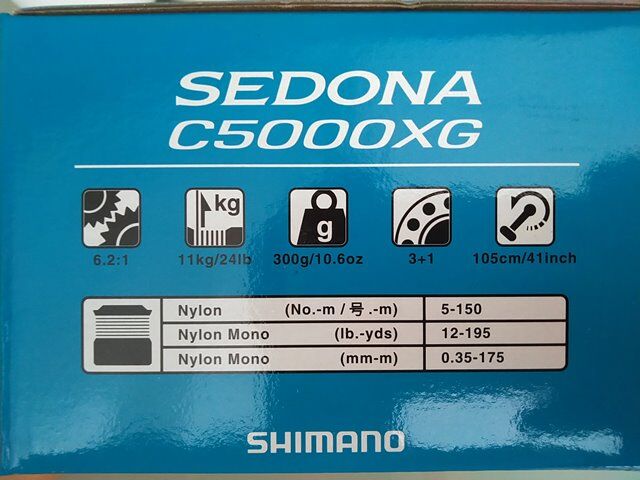 SEDONA
C5000XG
kg
g
6.2:1 11kg/24lb 300g/10.6oz 3+1 105cm/41inch
Nylon (No.-m / 号.-m) 5-150
Nylon Mono (lb.-yds) 12-195
Nylon Mono (mm-m) 0.35-175
SHIMANO